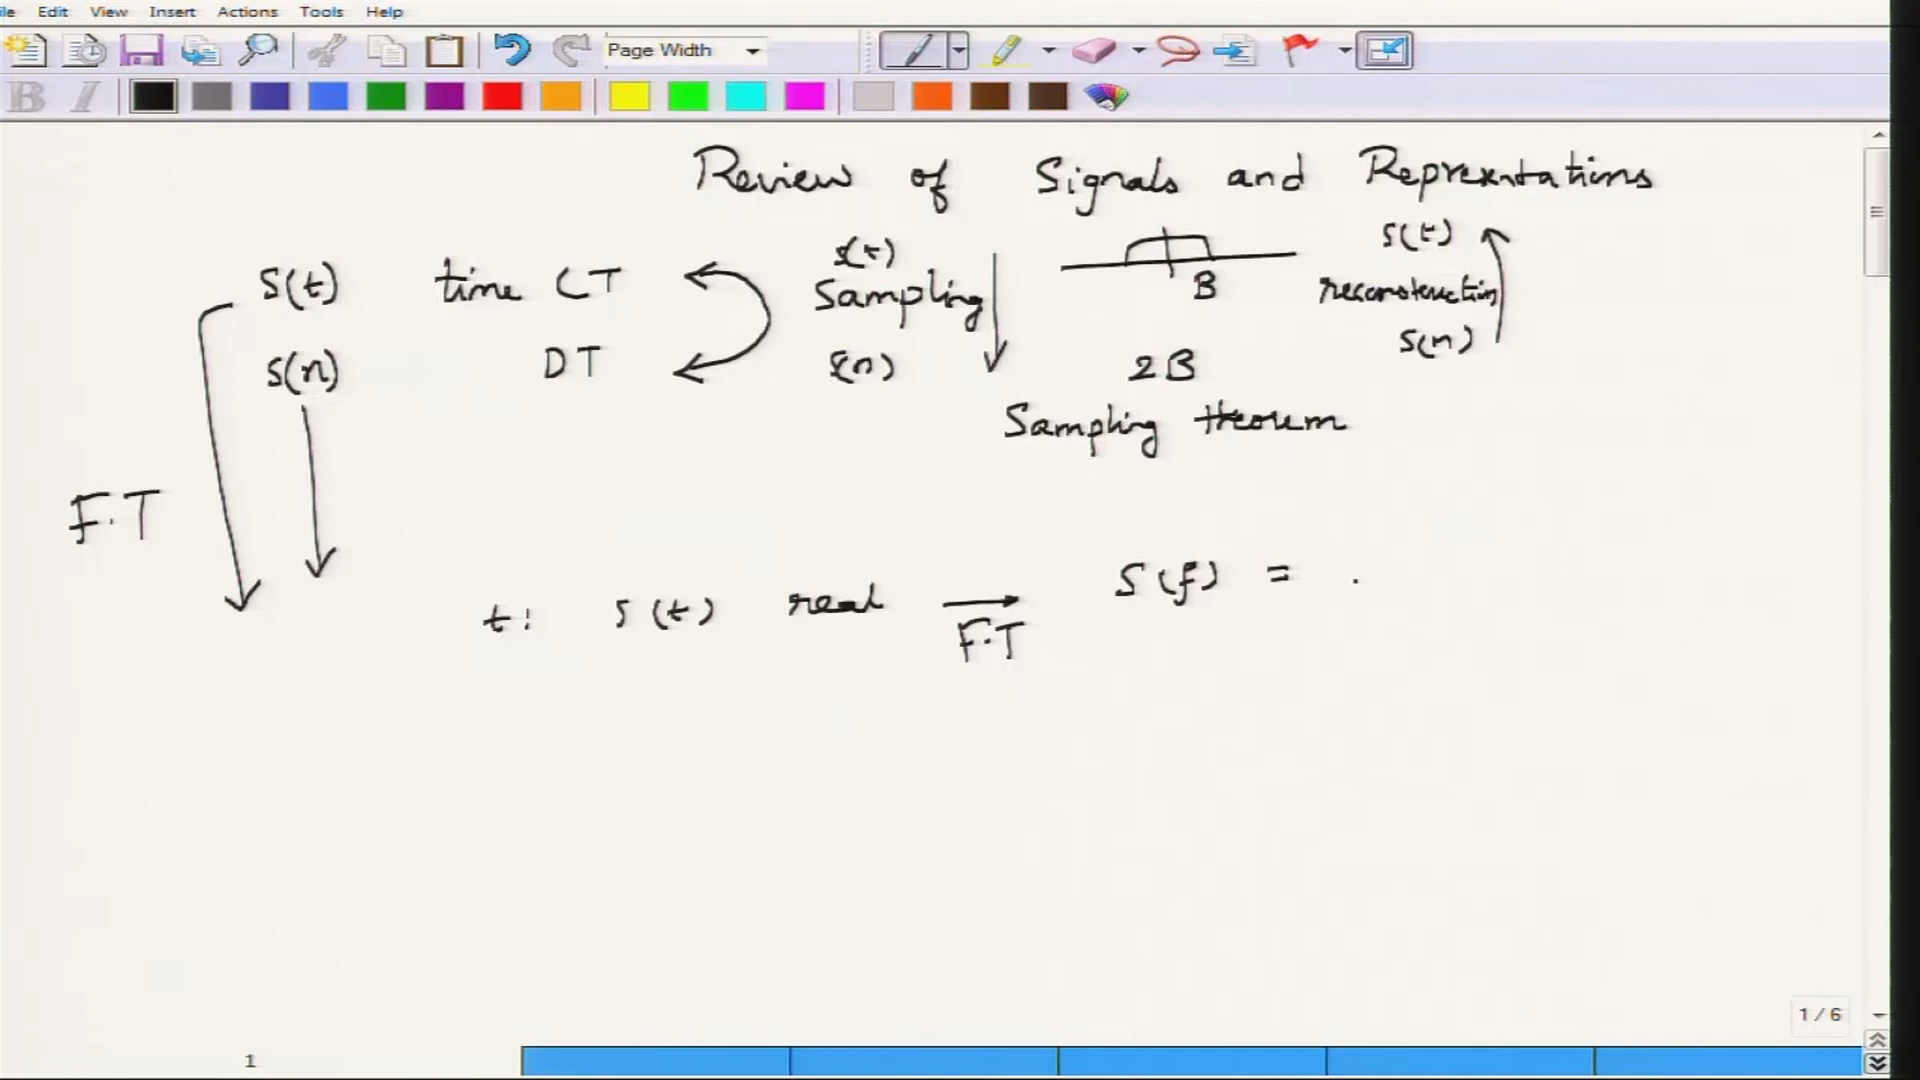 ile Edit View Insert Actions Tools Help
Page Width
B I
Review of Signals and Representations
S(t) time CT
S(n) DT
s(t)
Sampling
s(n)
B
2B
Sampling theorem
s(t)
reconstruction
s(n)
F.T
t: s(t) real F.T S(f) = .
1 / 6
1